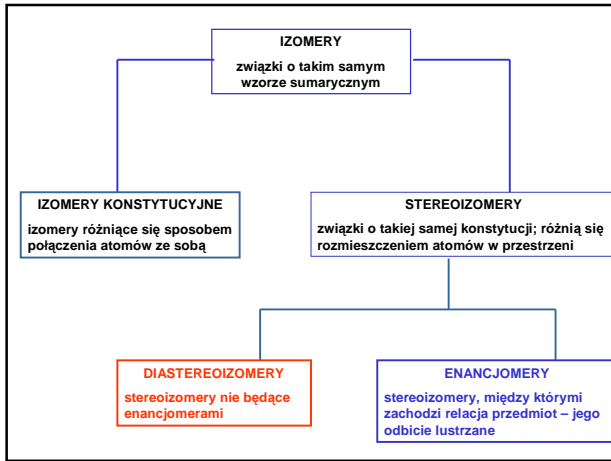 IZOMERY
związki o takim samym
wzorze sumarycznym
IZOMERY KONSTYTUCYJNE
izomery różniące się sposobem
połączenia atomów ze sobą
STEREOIZOMERY
związki o takiej samej konstytucji; różnią się
rozmieszczeniem atomów w przestrzeni
DIASTEREOIZOMERY
stereoizomery nie będące
enancjomerami
ENANCJOMERY
stereoizomery, między którymi
zachodzi relacja przedmiot – jego
odbicie lustrzane